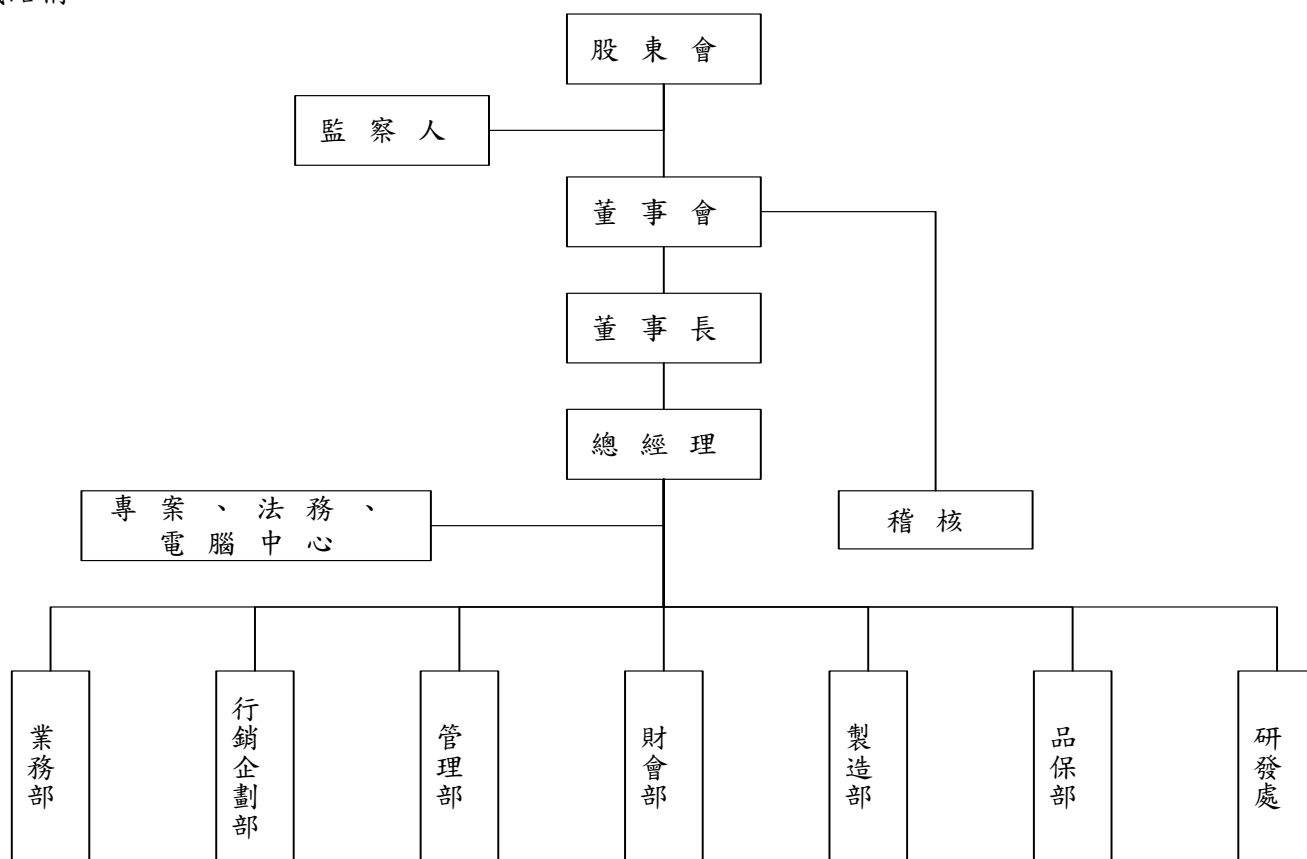 股東會
監察人
董事會
董事長
總經理
專案、法務、
電腦中心
稽核
業務部
行銷企劃部
管理部
財會部
製造部
品保部
研發處